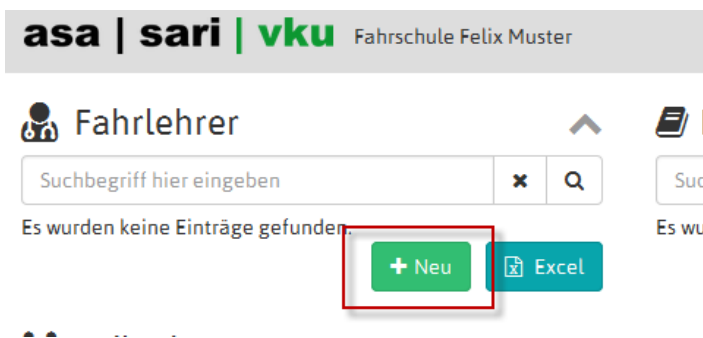 asa | sari | vku Fahrschule Felix Muster
Fahrlehrer
Suchbegriff hier eingeben
Suc
Es wurden keine Einträge gefunden.
Es wu
+ Neu
Excel